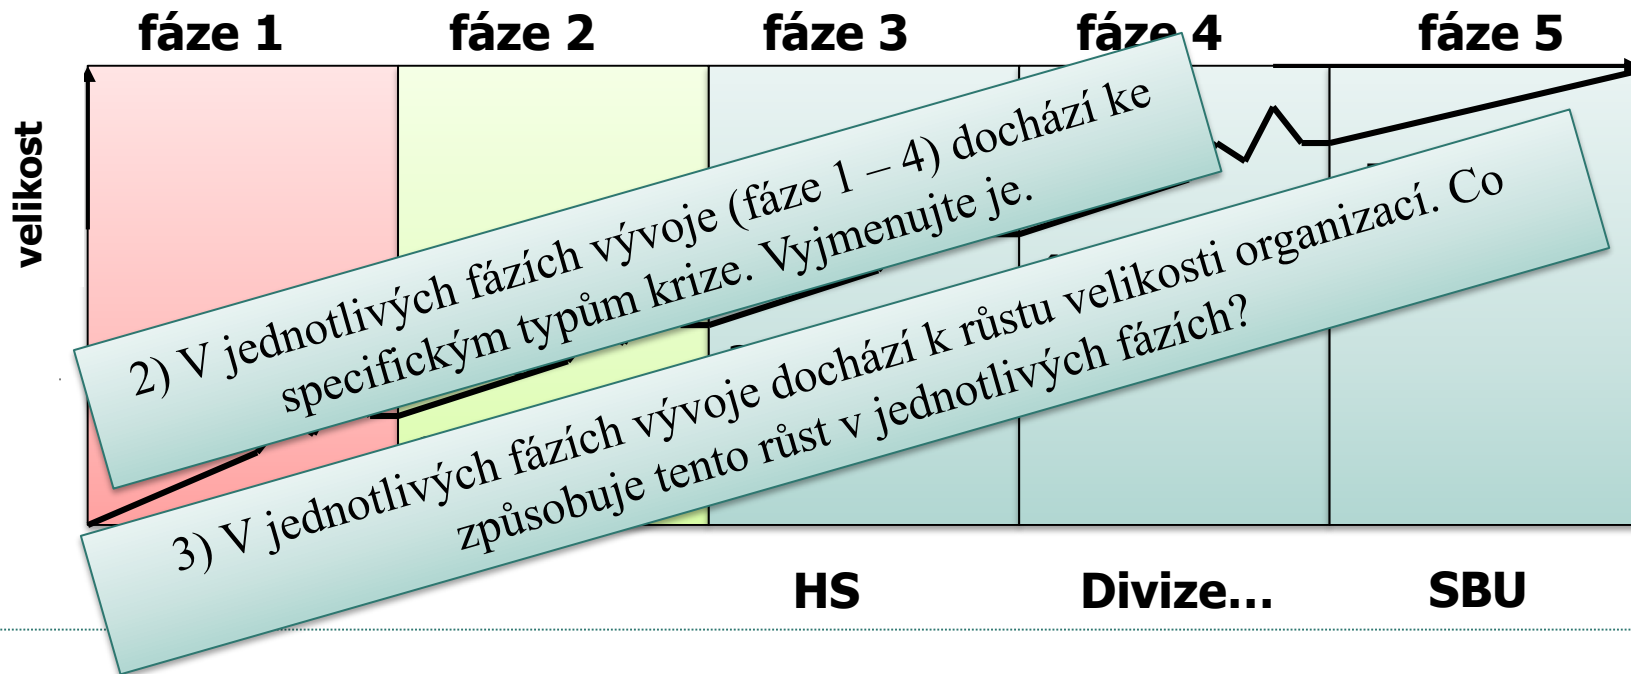 fáze 1
fáze 2
fáze 3
fáze 4
fáze 5
velikost
2) V jednotlivých fázích vývoje (fáze 1 – 4) dochází ke
specifickým typům krize. Vyjmenujte je.
3) V jednotlivých fázích vývoje dochází k růstu velikosti organizací. Co
způsobuje tento růst v jednotlivých fázích?
HS
Divize...
SBU